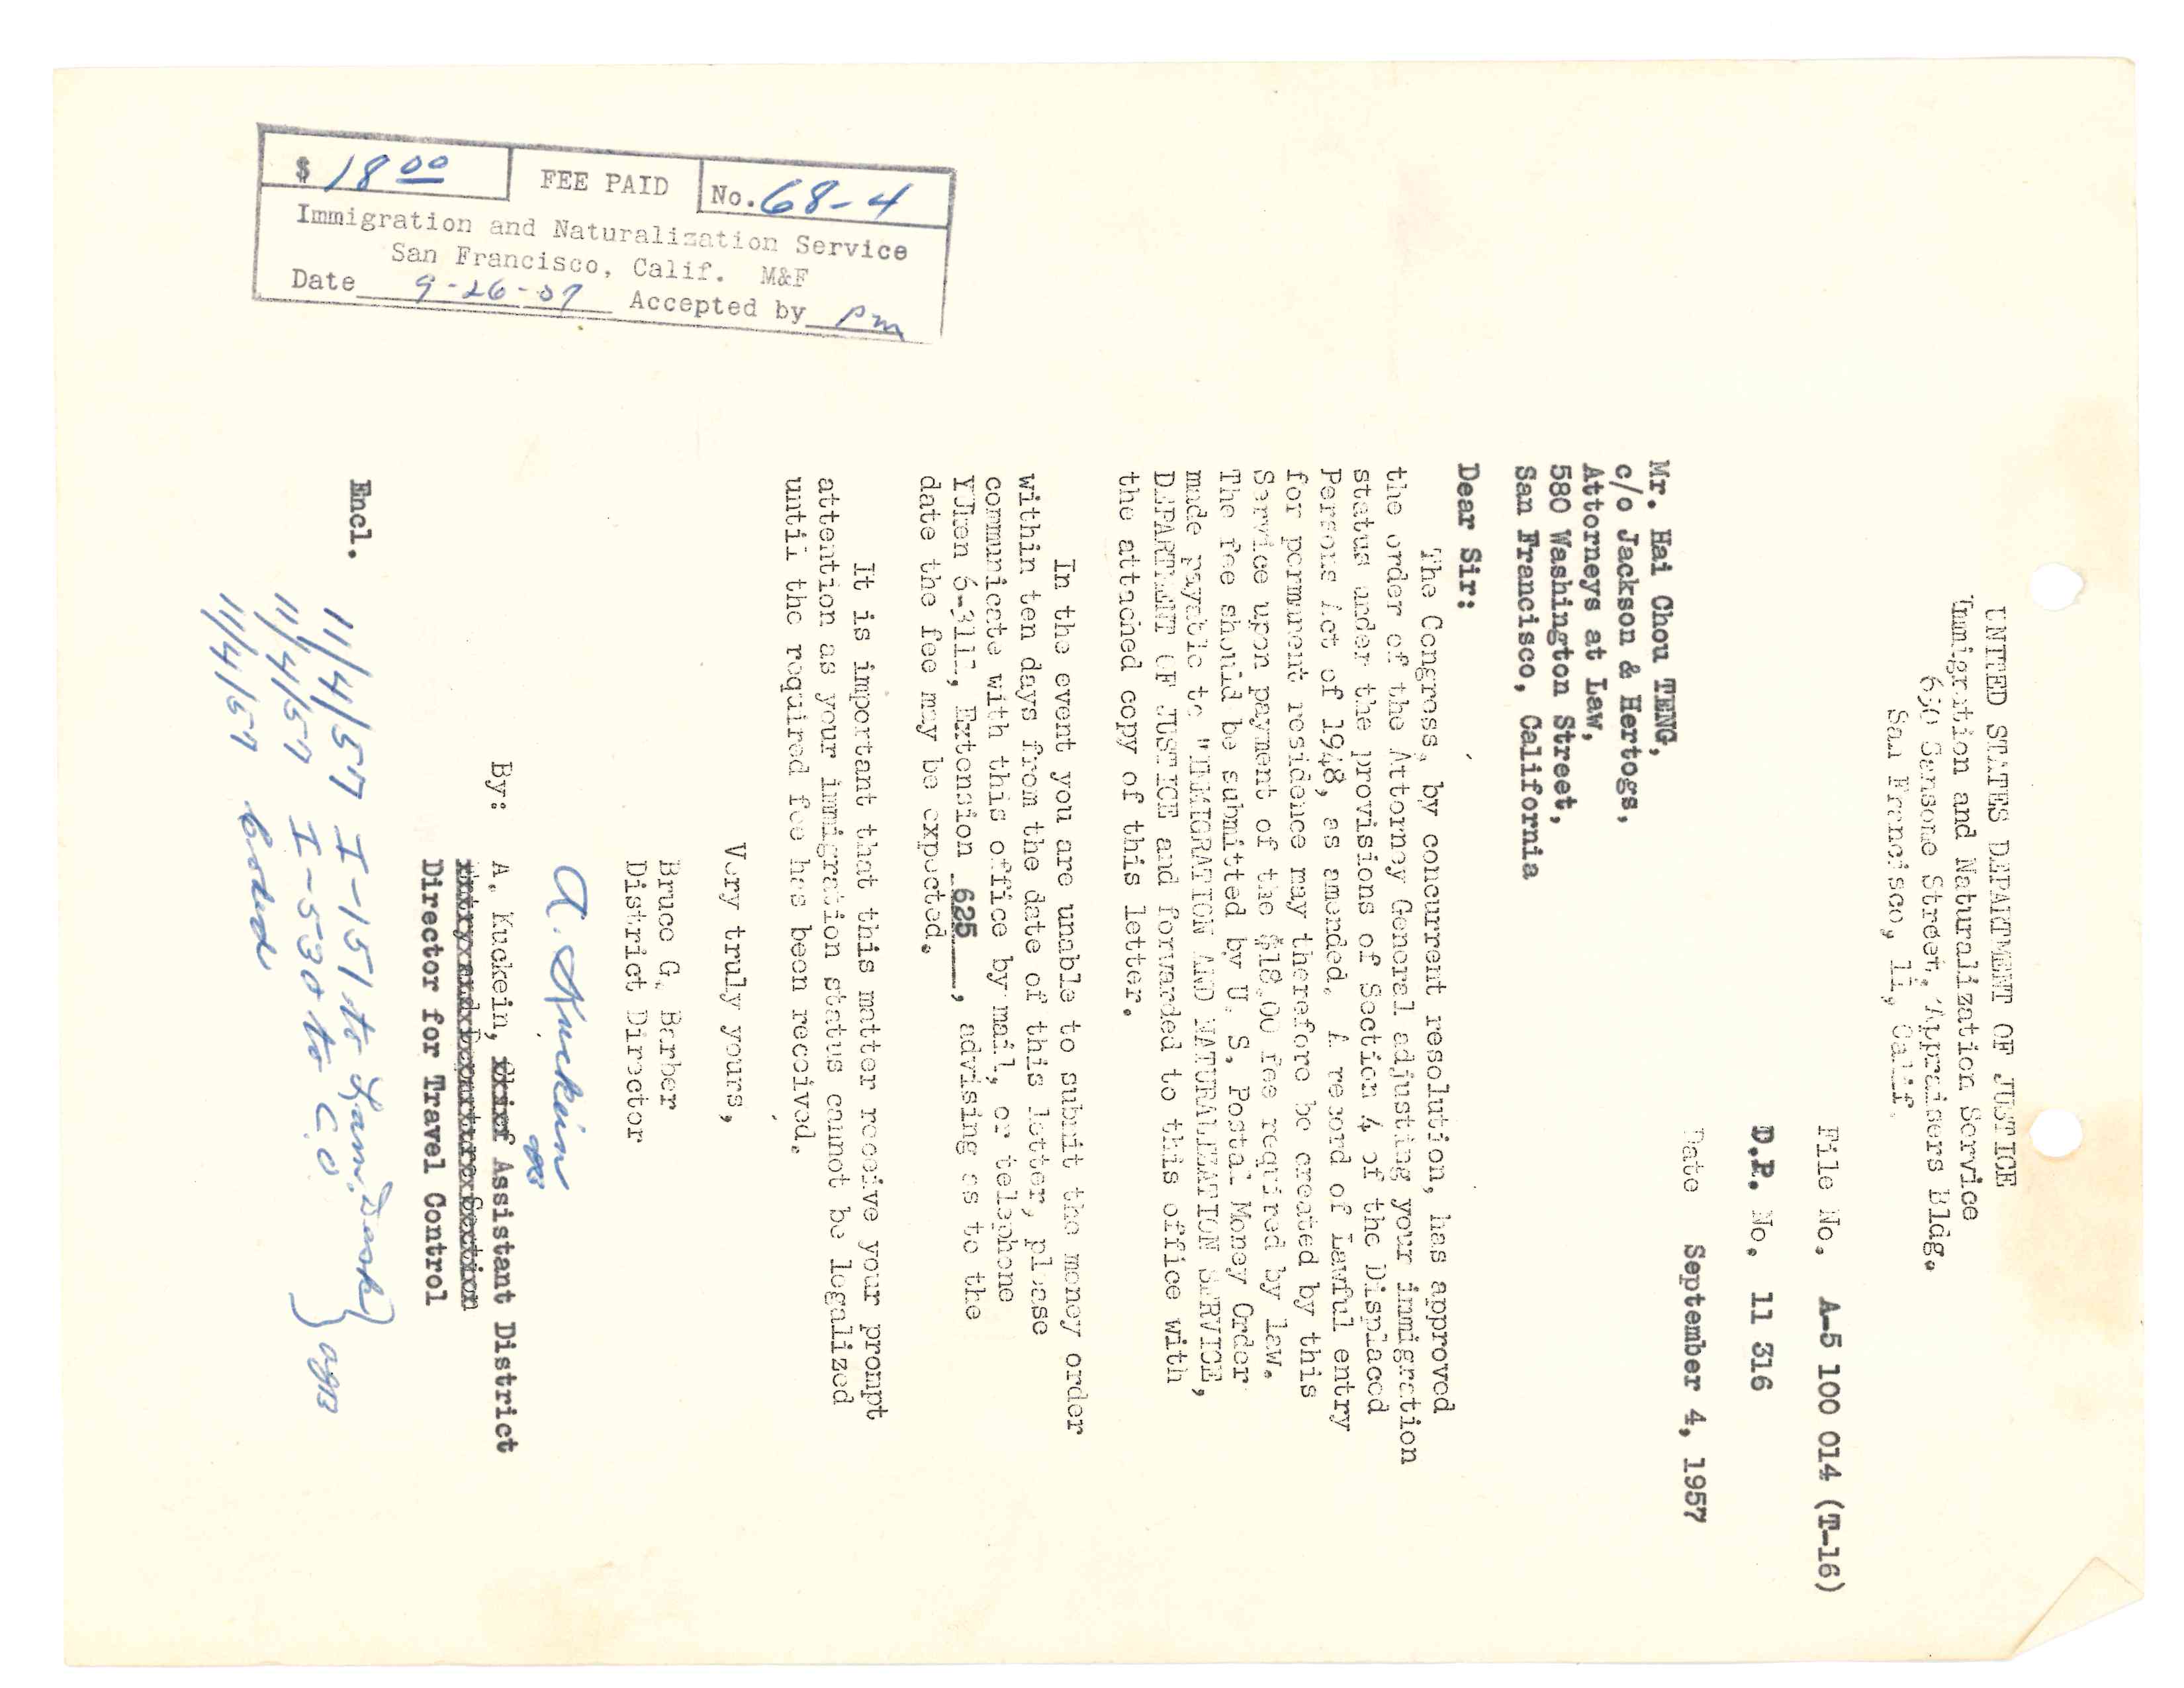 UNITED STATES DEPARTMENT OF JUSTICE
Immigration and Naturalization Service
630 Sansome Street, Appraisers Bldg.
San Francisco, 11, Calif.
File No. A-5 100 014 (T-16)
D.P. No. 11 316
Date September 4, 1957
Mr. Hai Chou TENG,
c/o Jackson & Hertogs,
Attorneys at Law,
580 Washington Street,
San Francisco, California
Dear Sir:
The Congress, by concurrent resolution, has approved
the order of the Attorney General adjusting your immigration
status under the provisions of Section 4 of the Displaced
Persons Act of 1948, as amended. A record of Lawful entry
for permanent residence may therefore be created by this
Service upon payment of the $18.00 fee required by law.
The fee should be submitted by U. S. Postal Money Order
made payable to "IMMIGRATION AND NATURALIZATION SERVICE,
DEPARTMENT OF JUSTICE and forwarded to this office with
the attached copy of this letter.
In the event you are unable to submit the money order
within ten days from the date of this letter, please
communicate with this office by mail, or telephone
YUken 6-3111, Extension 625, advising as to the
date the fee may be expected.
It is important that this matter receive your prompt
attention as your immigration status cannot be legalized
until the required fee has been received.
Very truly yours,
Bruce G. Barber
District Director
A. Kuckein
agB
By: A. Kuckein, Chief Assistant District
Entry and Departure Section
Director for Travel Control
Encl.
11/4/57 I-151 to Lam. Desk
11/4/57 I-530 to C.O. agB
11/4/57 Coded
$ 18 00 FEE PAID No. 68-4
Immigration and Naturalization Service
San Francisco, Calif. M&F
Date 9-26-57 Accepted by pm